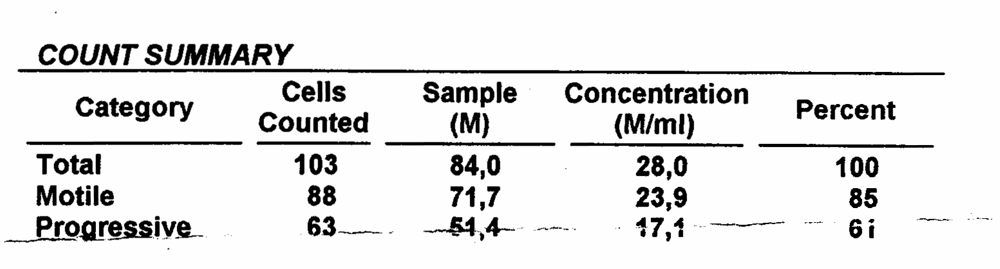 COUNT SUMMARY
Category Cells Counted Sample (M) Concentration (M/ml) Percent
Total 103 84,0 28,0 100
Motile 88 71,7 23,9 85
Progressive 63 51,4 17,1 61